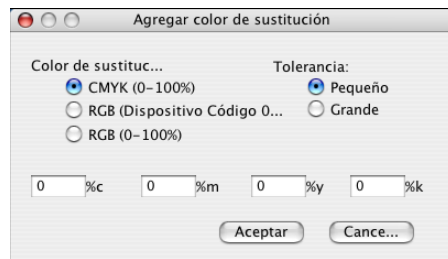 Agregar color de sustitución
Color de sustituc... Tolerancia:
CMYK (0–100%) Pequeño
RGB (Dispositivo Código 0... Grande
RGB (0–100%)
0 %c 0 %m 0 %y 0 %k
Aceptar Cance...